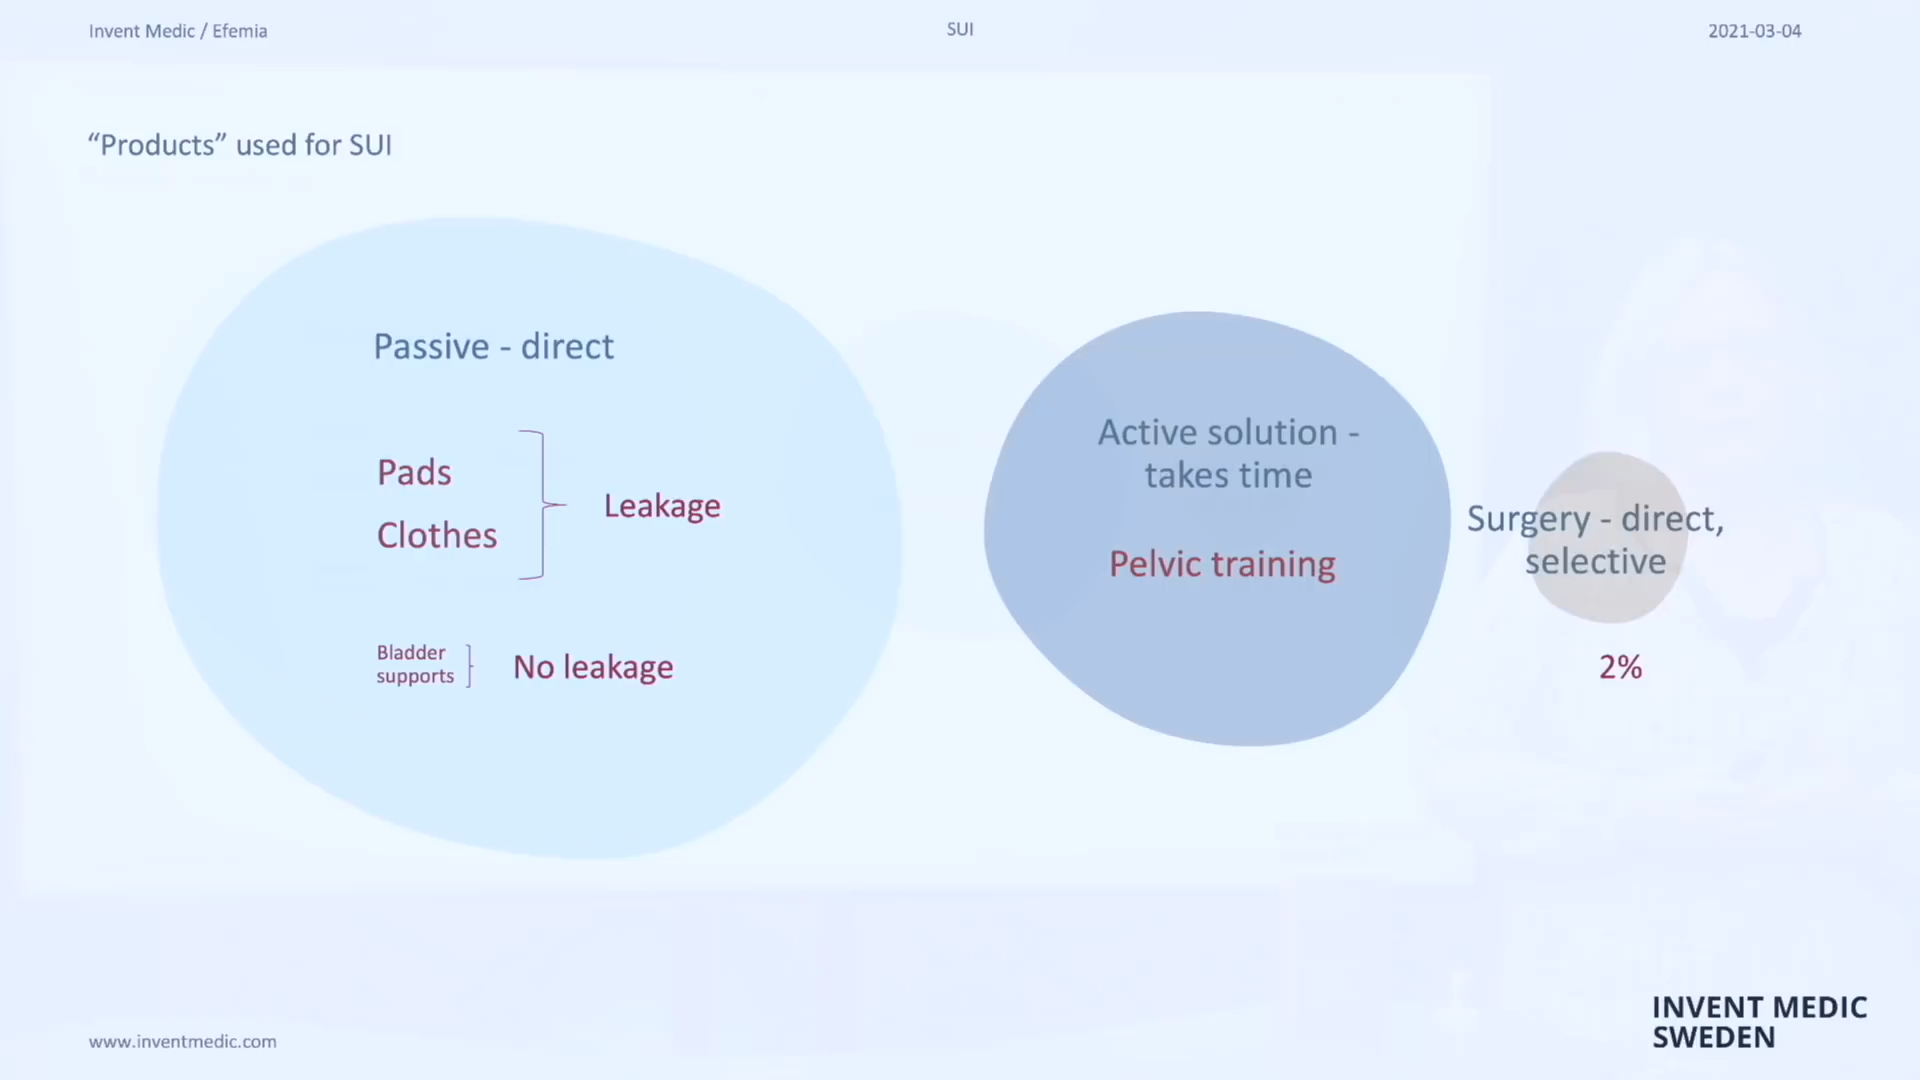 Invent Medic / Efemia
SUI
2021-03-04
“Products” used for SUI
Passive - direct
Pads
Clothes
Leakage
Bladder
supports
No leakage
Active solution -
takes time
Pelvic training
Surgery - direct,
selective
2%
www.inventmedic.com
INVENT MEDIC
SWEDEN